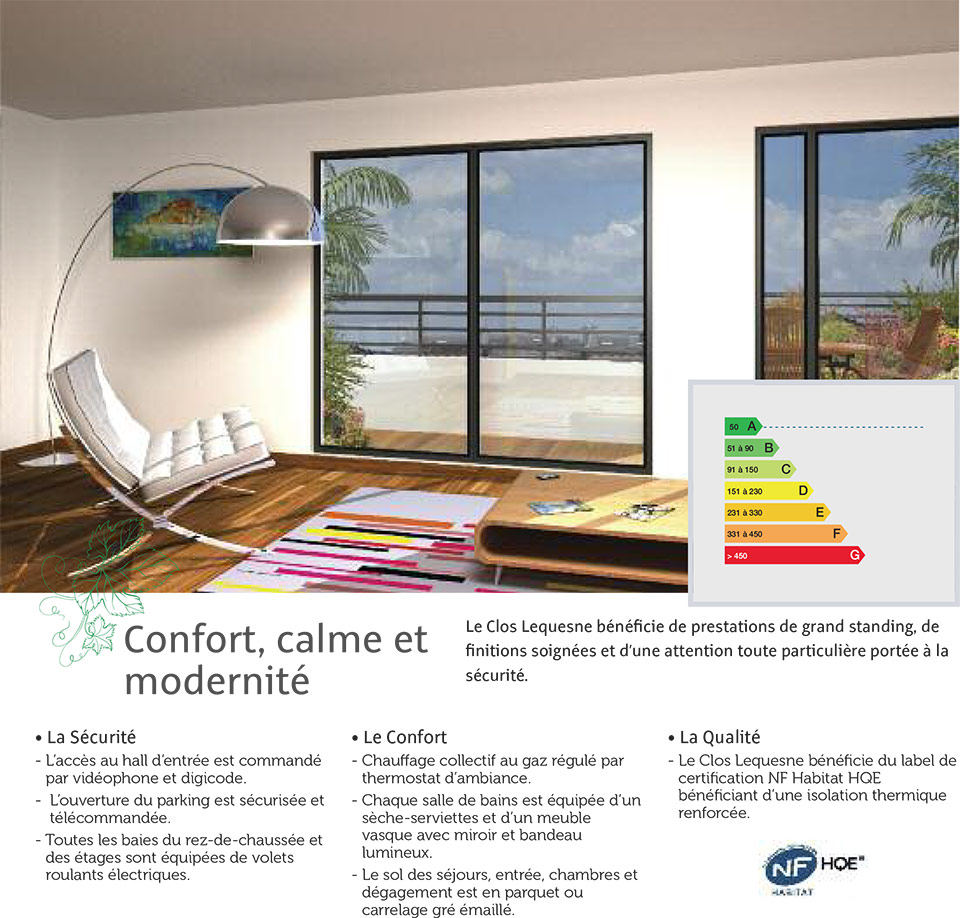 50 A
51 à 90 B
91 à 150 C
151 à 230 D
231 à 330 E
331 à 450 F
> 450 G
Confort, calme et
modernité
Le Clos Lequesne bénéficie de prestations de grand standing, de
finitions soignées et d'une attention toute particulière portée à la
sécurité.
• La Sécurité
- L'accès au hall d'entrée est commandé
par vidéophone et digicode.
- L'ouverture du parking est sécurisée et
télécommandée.
- Toutes les baies du rez-de-chaussée et
des étages sont équipées de volets
roulants électriques.
• Le Confort
- Chauffage collectif au gaz régulé par
thermostat d'ambiance.
- Chaque salle de bains est équipée d'un
sèche-serviettes et d'un meuble
vasque avec miroir et bandeau
lumineux.
- Le sol des séjours, entrée, chambres et
dégagement est en parquet ou
carrelage gré émaillé.
• La Qualité
- Le Clos Lequesne bénéficie du label de
certification NF Habitat HQE
bénéficiant d'une isolation thermique
renforcée.
NF HQE
HABITAT